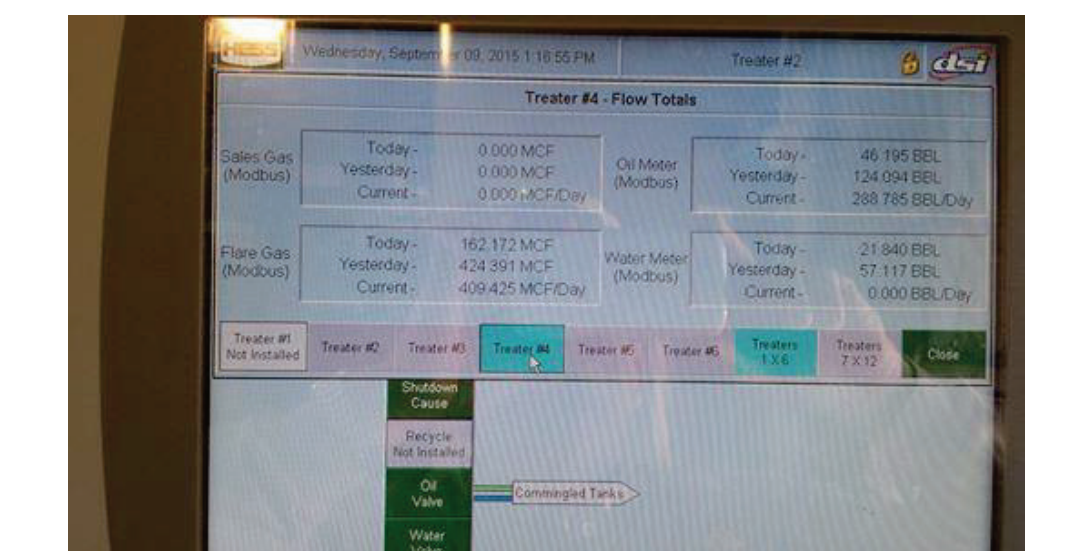 HESS
Wednesday, September 09, 2015 1:16:55 PM
Treater #2
dsi
Treater #4 - Flow Totals
Sales Gas
(Modbus)
Today - 0.000 MCF
Yesterday - 0.000 MCF
Current - 0.000 MCF/Day
Oil Meter
(Modbus)
Today - 46.195 BBL
Yesterday - 124.094 BBL
Current - 288.785 BBL/Day
Flare Gas
(Modbus)
Today - 162.172 MCF
Yesterday - 424.391 MCF
Current - 409.425 MCF/Day
Water Meter
(Modbus)
Today - 21.840 BBL
Yesterday - 57.117 BBL
Current - 0.000 BBL/Day
Treater #1
Not Installed
Treater #2
Treater #3
Treater #4
Treater #5
Treater #6
Treaters
1 X 6
Treaters
7 X 12
Close
Shutdown
Cause
Recycle
Not Installed
Oil
Valve
Commingled Tanks
Water
Valve